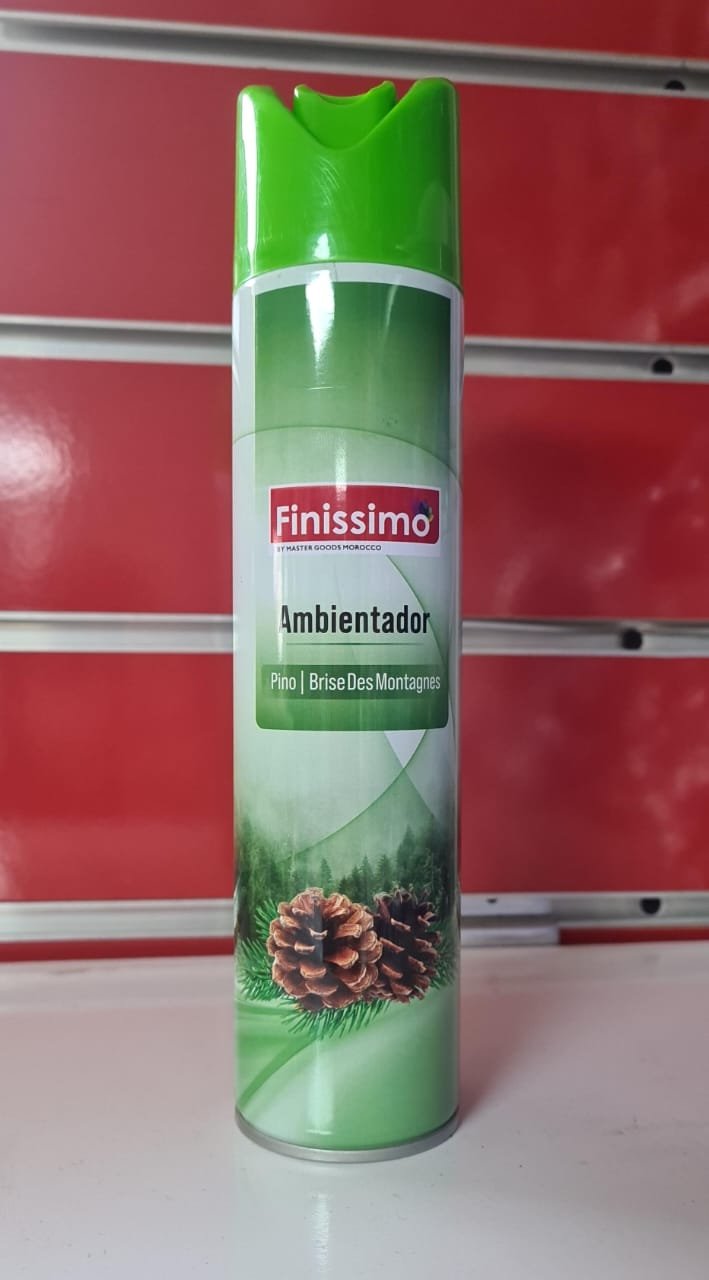 Finissimo
BY MASTER GOODS MOROCCO
Ambientador
Pino | Brise Des Montagnes